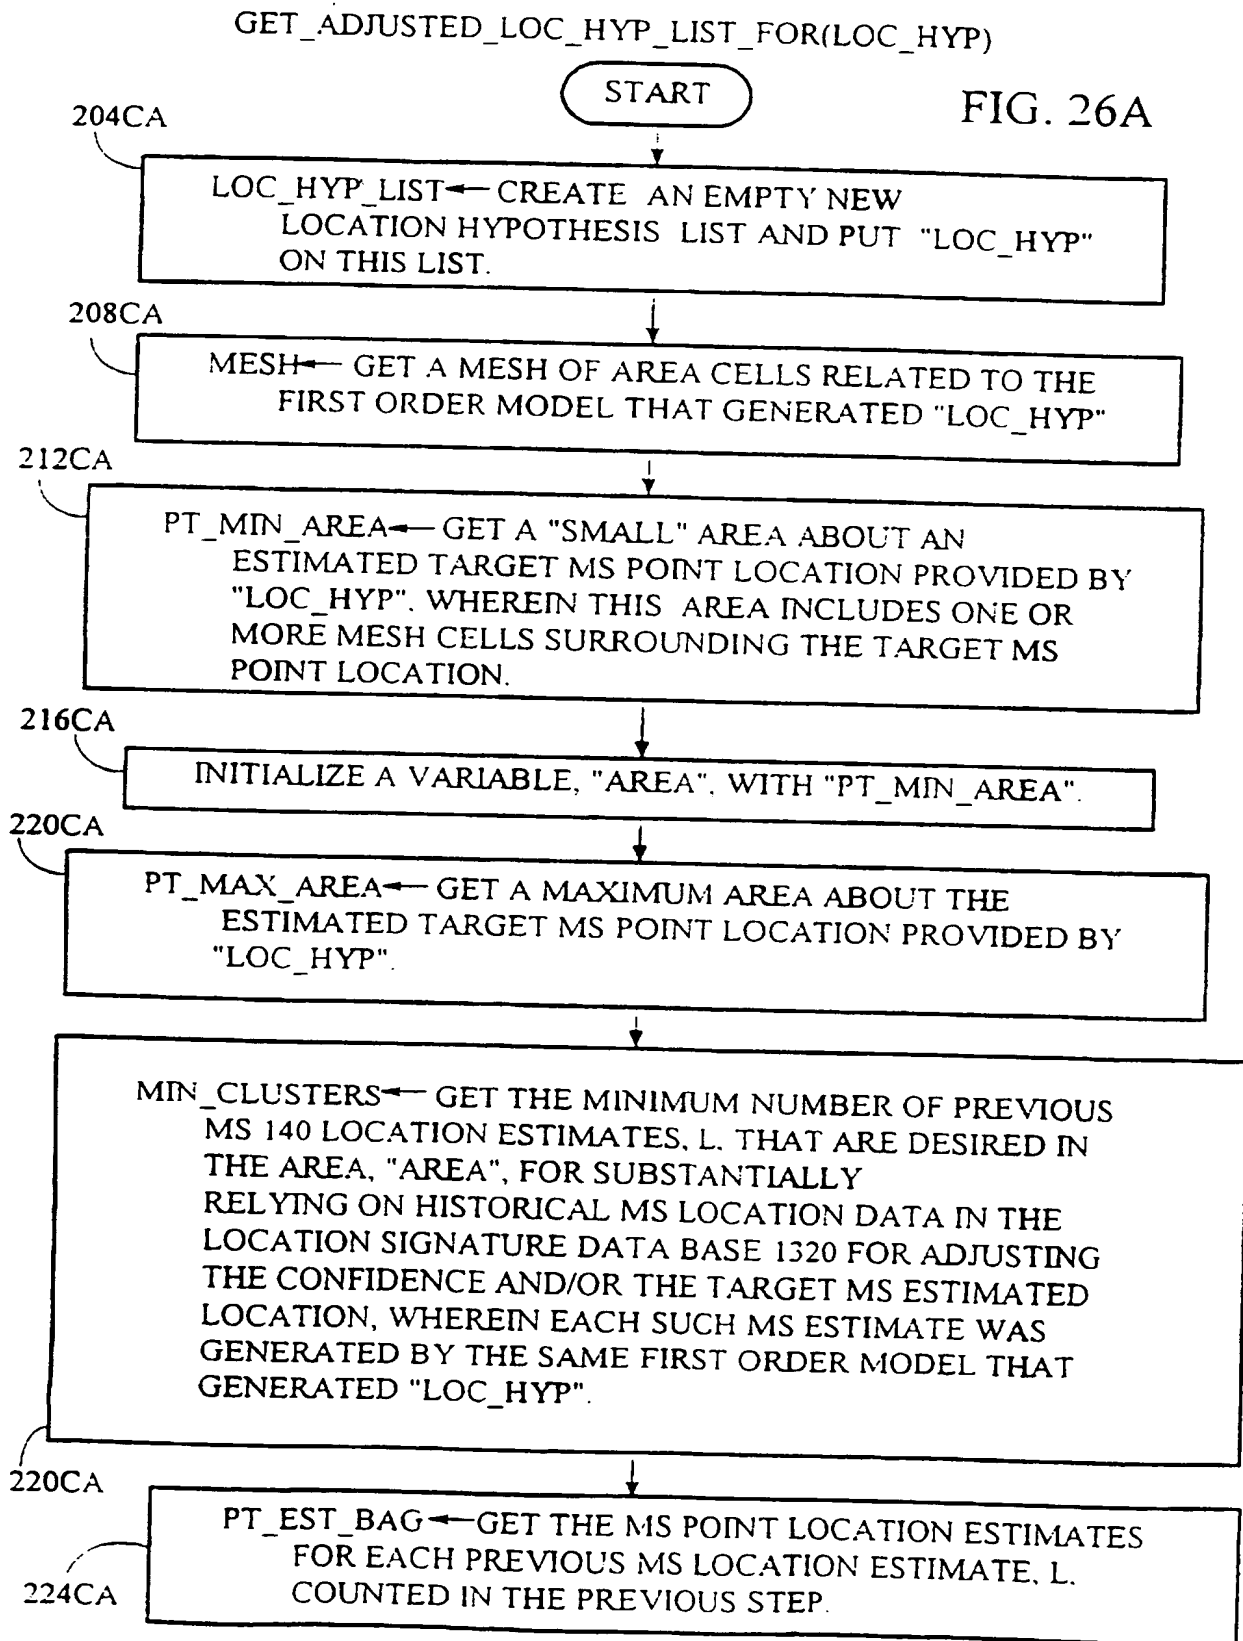 GET_ADJUSTED_LOC_HYP_LIST_FOR(LOC_HYP)
START
FIG. 26A
204CA
LOC_HYP_LIST← CREATE AN EMPTY NEW
LOCATION HYPOTHESIS LIST AND PUT "LOC_HYP"
ON THIS LIST.
208CA
MESH← GET A MESH OF AREA CELLS RELATED TO THE
FIRST ORDER MODEL THAT GENERATED "LOC_HYP"
212CA
PT_MIN_AREA← GET A "SMALL" AREA ABOUT AN
ESTIMATED TARGET MS POINT LOCATION PROVIDED BY
"LOC_HYP". WHEREIN THIS AREA INCLUDES ONE OR
MORE MESH CELLS SURROUNDING THE TARGET MS
POINT LOCATION.
216CA
INITIALIZE A VARIABLE, "AREA". WITH "PT_MIN_AREA".
220CA
PT_MAX_AREA← GET A MAXIMUM AREA ABOUT THE
ESTIMATED TARGET MS POINT LOCATION PROVIDED BY
"LOC_HYP".
MIN_CLUSTERS← GET THE MINIMUM NUMBER OF PREVIOUS
MS 140 LOCATION ESTIMATES, L. THAT ARE DESIRED IN
THE AREA, "AREA", FOR SUBSTANTIALLY
RELYING ON HISTORICAL MS LOCATION DATA IN THE
LOCATION SIGNATURE DATA BASE 1320 FOR ADJUSTING
THE CONFIDENCE AND/OR THE TARGET MS ESTIMATED
LOCATION, WHEREIN EACH SUCH MS ESTIMATE WAS
GENERATED BY THE SAME FIRST ORDER MODEL THAT
GENERATED "LOC_HYP".
220CA
PT_EST_BAG←GET THE MS POINT LOCATION ESTIMATES
FOR EACH PREVIOUS MS LOCATION ESTIMATE, L.
COUNTED IN THE PREVIOUS STEP.
224CA